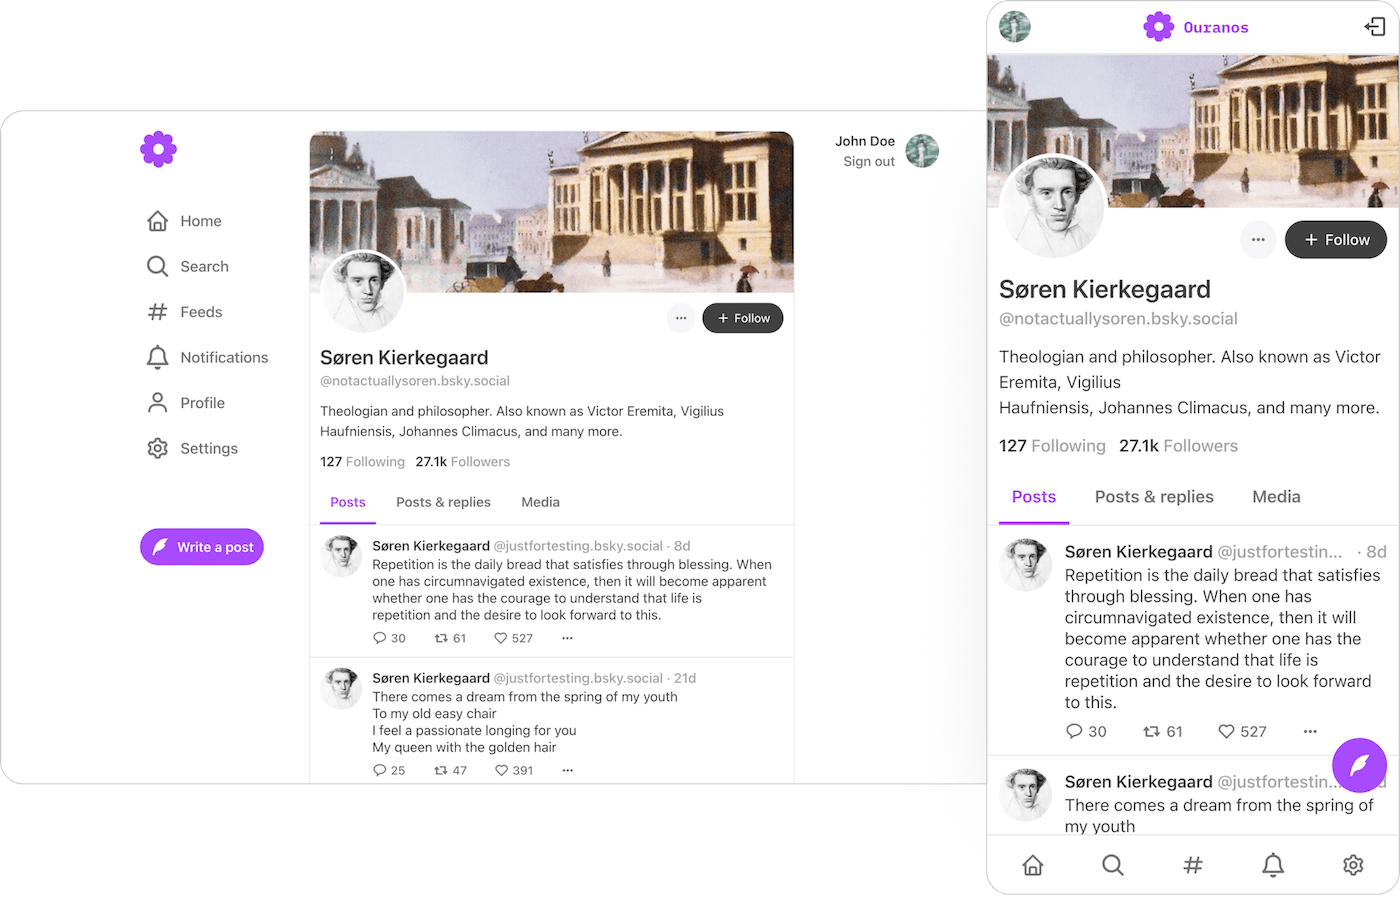 Home
Search
Feeds
Notifications
Profile
Settings
Write a post
+ Follow
Søren Kierkegaard
@notactuallysoren.bsky.social
Theologian and philosopher. Also known as Victor Eremita, Vigilius
Haufniensis, Johannes Climacus, and many more.
127 Following 27.1k Followers
Posts Posts & replies Media
Søren Kierkegaard @justfortesting.bsky.social · 8d
Repetition is the daily bread that satisfies through blessing. When
one has circumnavigated existence, then it will become apparent
whether one has the courage to understand that life is
repetition and the desire to look forward to this.
30 61 527
Søren Kierkegaard @justfortesting.bsky.social · 21d
There comes a dream from the spring of my youth
To my old easy chair
I feel a passionate longing for you
My queen with the golden hair
25 47 391
John Doe
Sign out
Ouranos
+ Follow
Søren Kierkegaard
@notactuallysoren.bsky.social
Theologian and philosopher. Also known as Victor
Eremita, Vigilius
Haufniensis, Johannes Climacus, and many more.
127 Following 27.1k Followers
Posts Posts & replies Media
Søren Kierkegaard @justfortestin... · 8d
Repetition is the daily bread that satisfies
through blessing. When one has
circumnavigated existence, then it will
become apparent whether one has the
courage to understand that life is
repetition and the desire to look forward
to this.
30 61 527
Søren Kierkegaard @justfortestin...
There comes a dream from the spring of
my youth